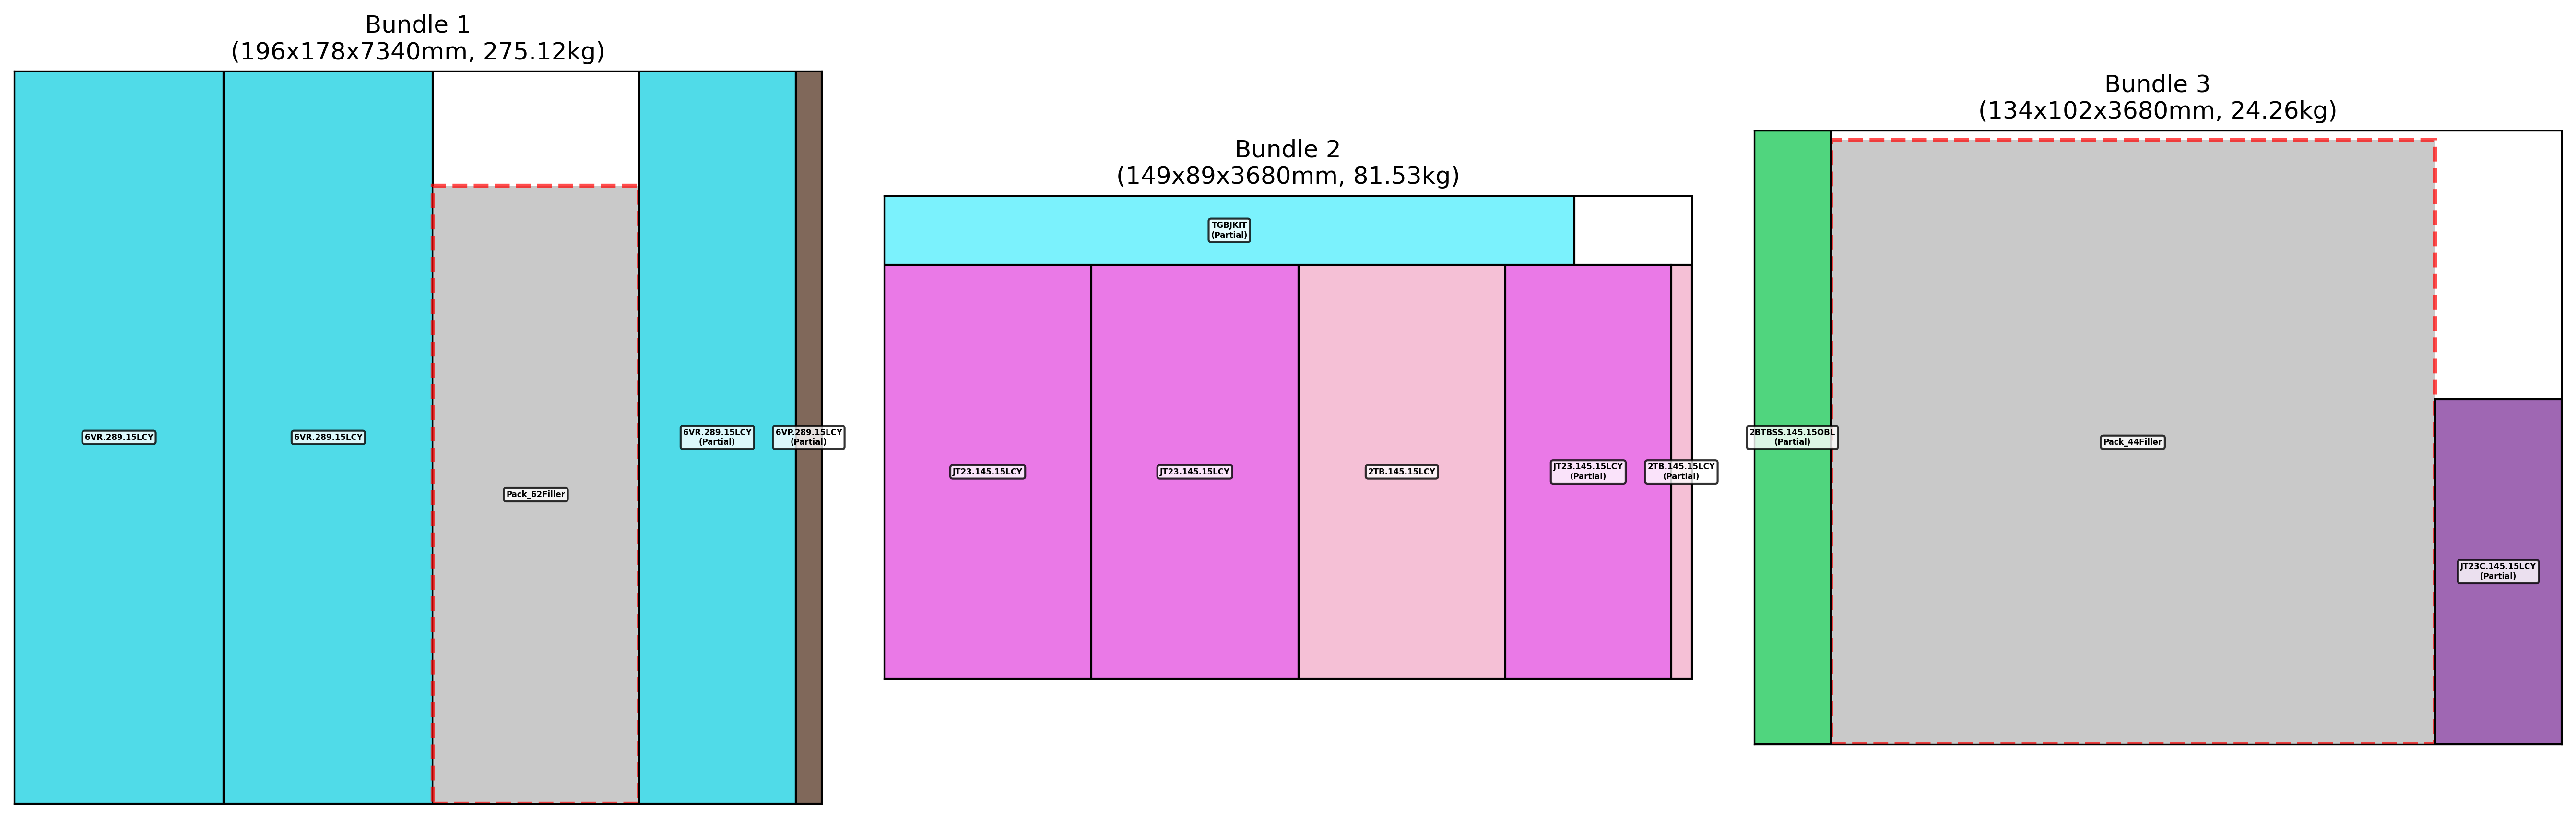 Bundle 1
(196x178x7340mm, 275.12kg)
6VR.289.15LCY
6VR.289.15LCY
Pack_62Filler
6VR.289.15LCY
(Partial)
6VP.289.15LCY
(Partial)
Bundle 2
(149x89x3680mm, 81.53kg)
TGBJKIT
(Partial)
JT23.145.15LCY
JT23.145.15LCY
2TB.145.15LCY
JT23.145.15LCY
(Partial)
2TB.145.15LCY
(Partial)
Bundle 3
(134x102x3680mm, 24.26kg)
2BTBSS.145.15OBL
(Partial)
Pack_44Filler
JT23C.145.15LCY
(Partial)